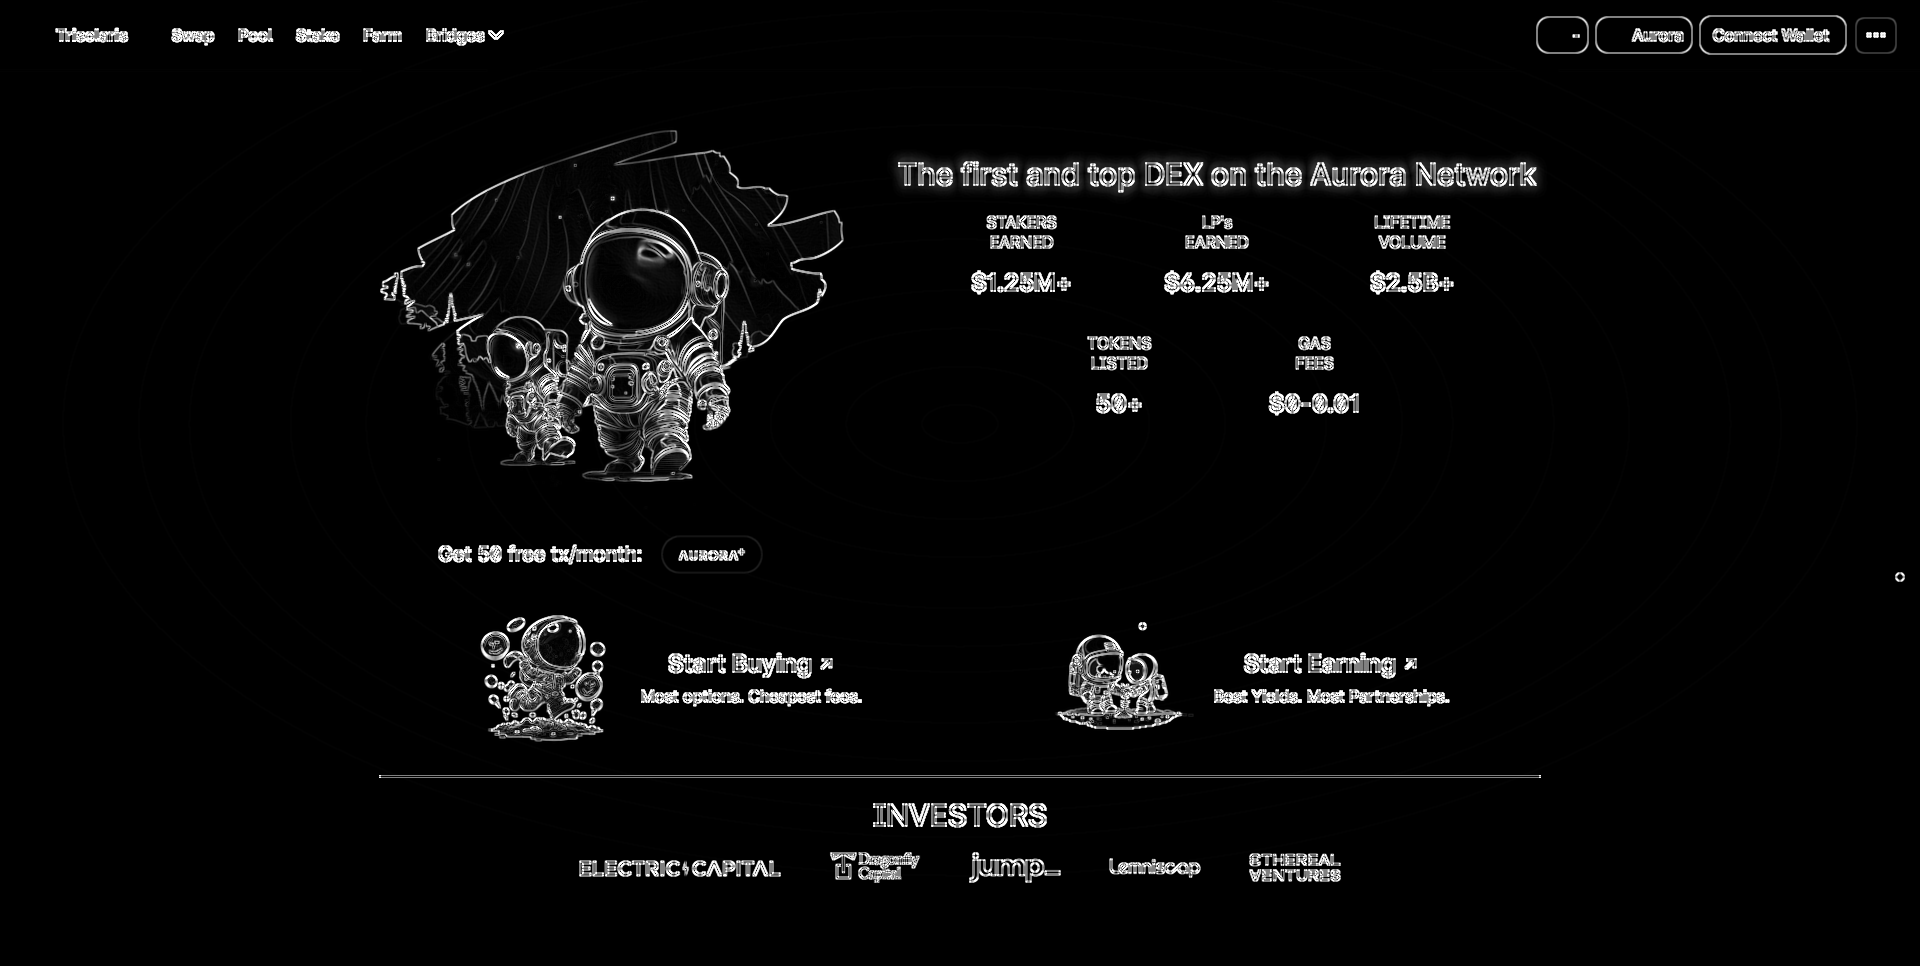 Trisolaris Swap Pool Stake Farm Bridges Aurora Connect Wallet
The first and top DEX on the Aurora Network
STAKERS EARNED
$1.25M+
LP's EARNED
$6.25M+
LIFETIME VOLUME
$2.5B+
TOKENS LISTED
50+
GAS FEES
$0-0.01
Get 50 free tx/month: AURORA+
Start Buying ↗
Most options. Cheapest fees.
Start Earning ↗
Best Yields. Most Partnerships.
INVESTORS
ELECTRIC CAPITAL
Dragonfly
Capital
jump_
Lemniscap
ETHEREAL
VENTURES